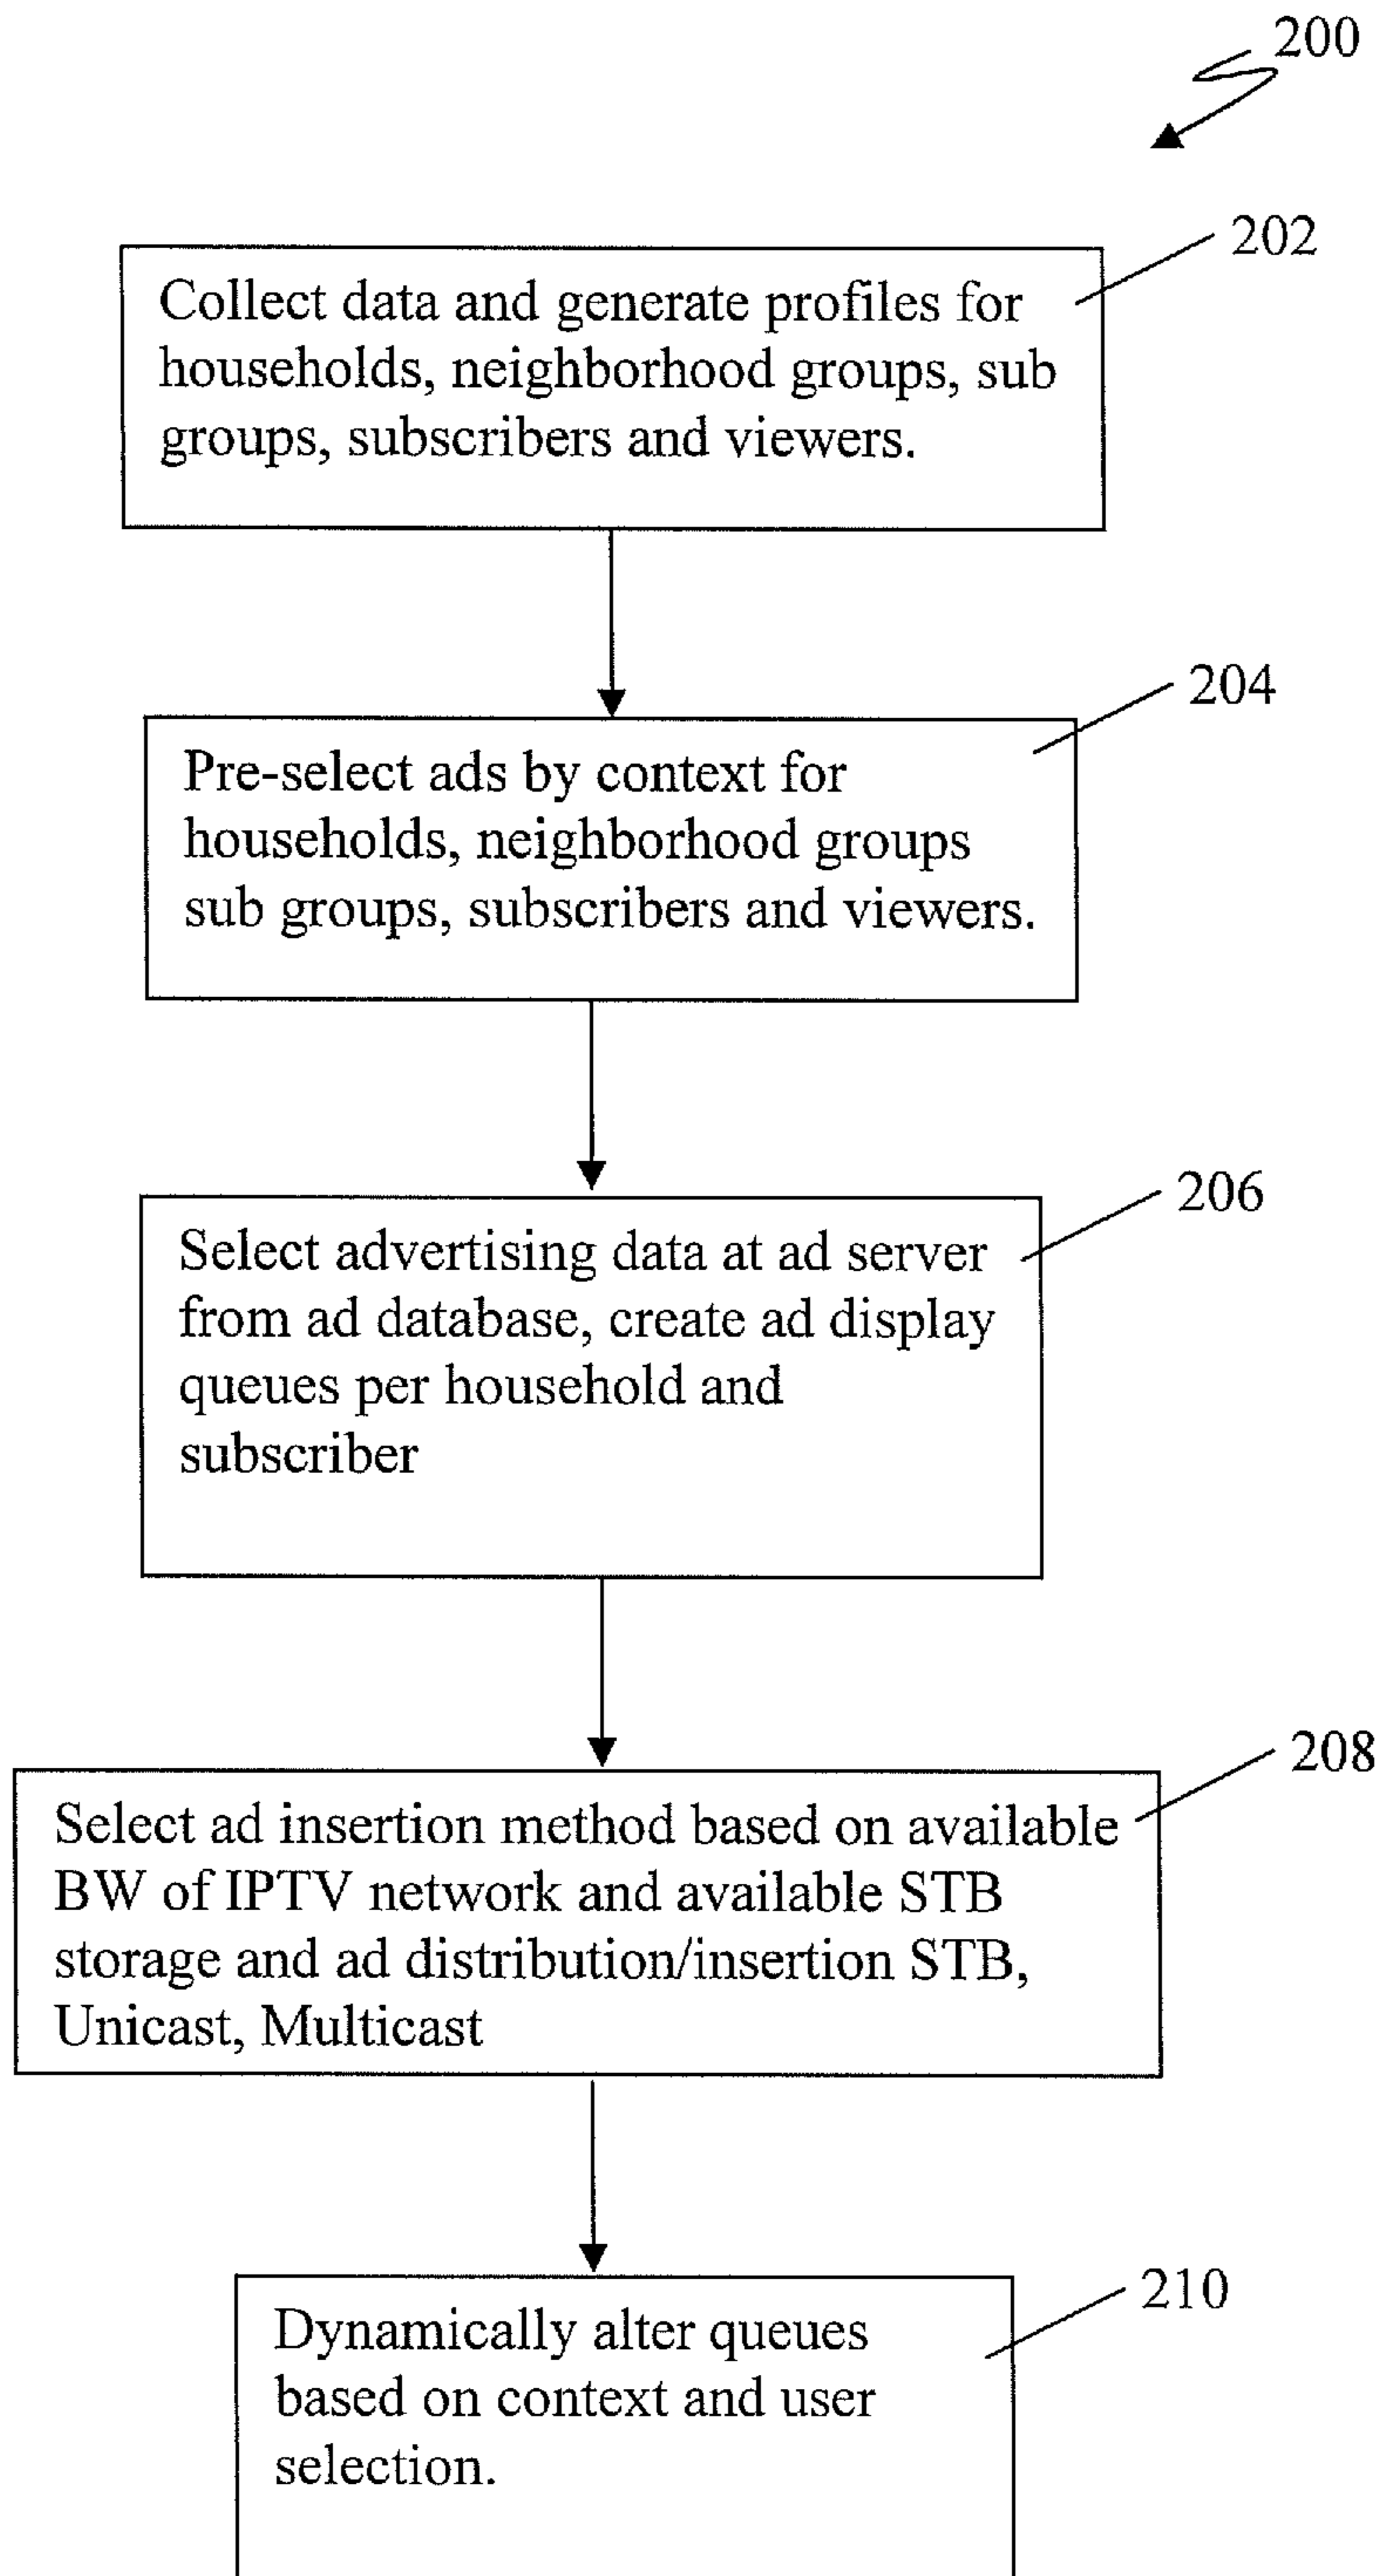 200
202
Collect data and generate profiles for
households, neighborhood groups, sub
groups, subscribers and viewers.
204
Pre-select ads by context for
households, neighborhood groups
sub groups, subscribers and viewers.
206
Select advertising data at ad server
from ad database, create ad display
queues per household and
subscriber
208
Select ad insertion method based on available
BW of IPTV network and available STB
storage and ad distribution/insertion STB,
Unicast, Multicast
210
Dynamically alter queues
based on context and user
selection.